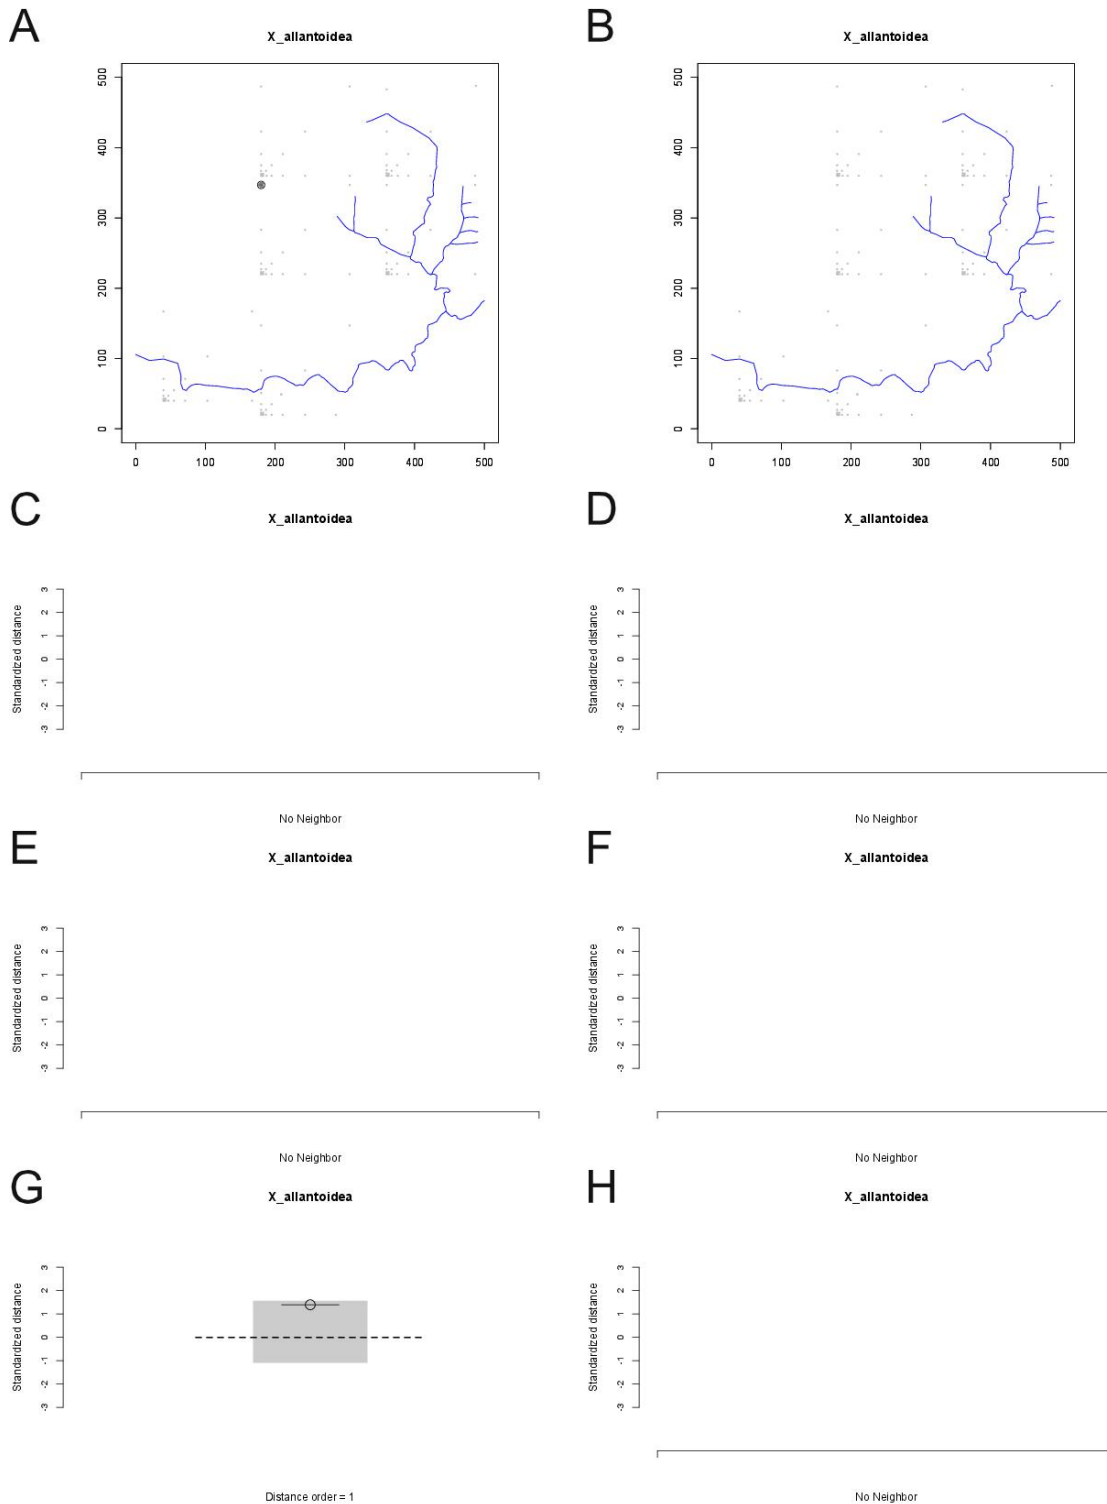 A
X_allantoidea
500
400
300
200
100
0
0 100 200 300 400 500
B
X_allantoidea
500
400
300
200
100
0
0 100 200 300 400 500
C
X_allantoidea
Standardized distance
3
2
1
0
-1
-2
-3
No Neighbor
D
X_allantoidea
Standardized distance
3
2
1
0
-1
-2
-3
No Neighbor
E
X_allantoidea
Standardized distance
3
2
1
0
-1
-2
-3
No Neighbor
F
X_allantoidea
Standardized distance
3
2
1
0
-1
-2
-3
No Neighbor
G
X_allantoidea
Standardized distance
3
2
1
0
-1
-2
-3
Distance order = 1
H
X_allantoidea
Standardized distance
3
2
1
0
-1
-2
-3
No Neighbor